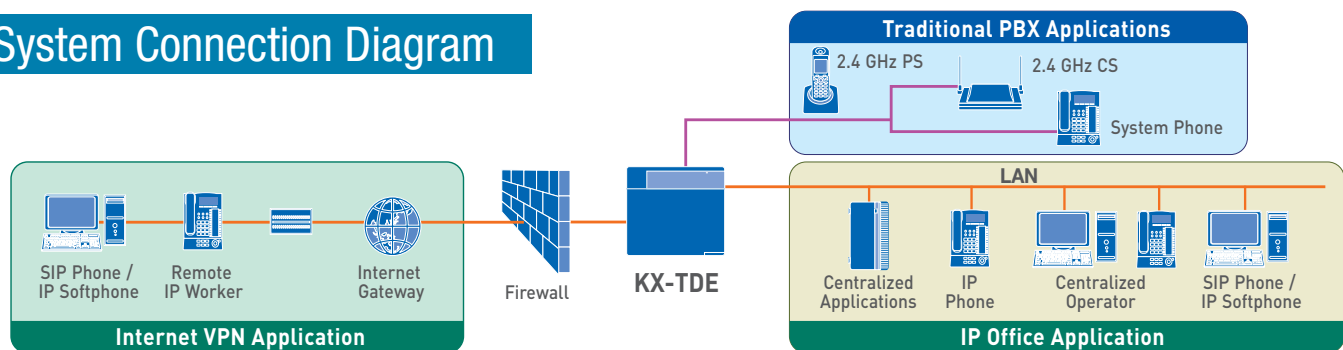 System Connection Diagram
Traditional PBX Applications
2.4 GHz PS
2.4 GHz CS
System Phone
LAN
SIP Phone /
IP Softphone
Remote
IP Worker
Internet
Gateway
Internet VPN Application
Firewall
KX-TDE
Centralized
Applications
IP
Phone
Centralized
Operator
SIP Phone /
IP Softphone
IP Office Application